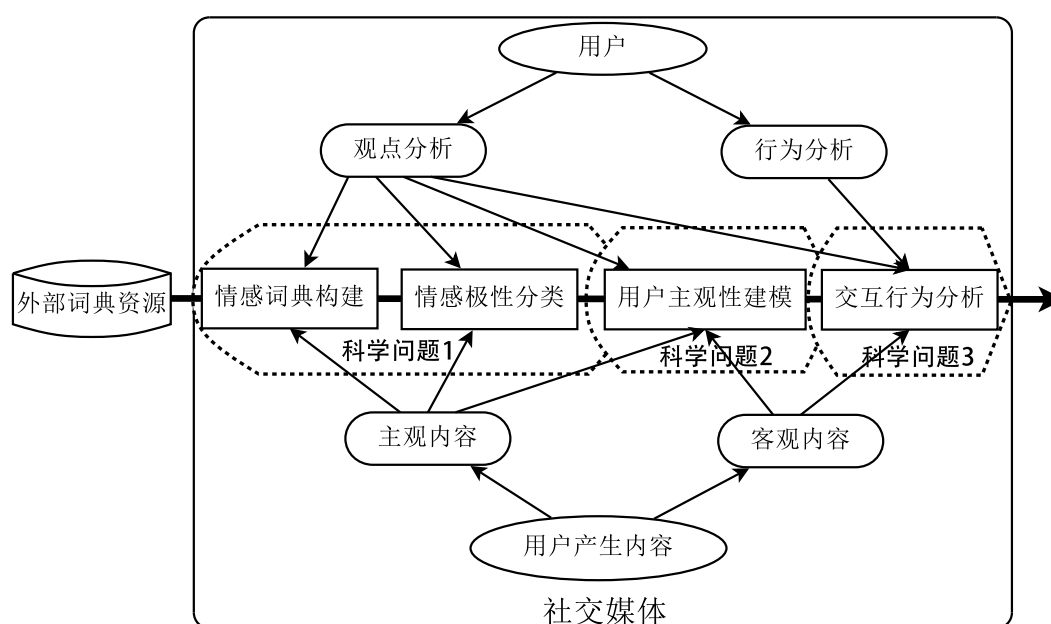 用户
观点分析
行为分析
外部词典资源
情感词典构建
情感极性分类
用户主观性建模
交互行为分析
科学问题1
科学问题2
科学问题3
主观内容
客观内容
用户产生内容
社交媒体